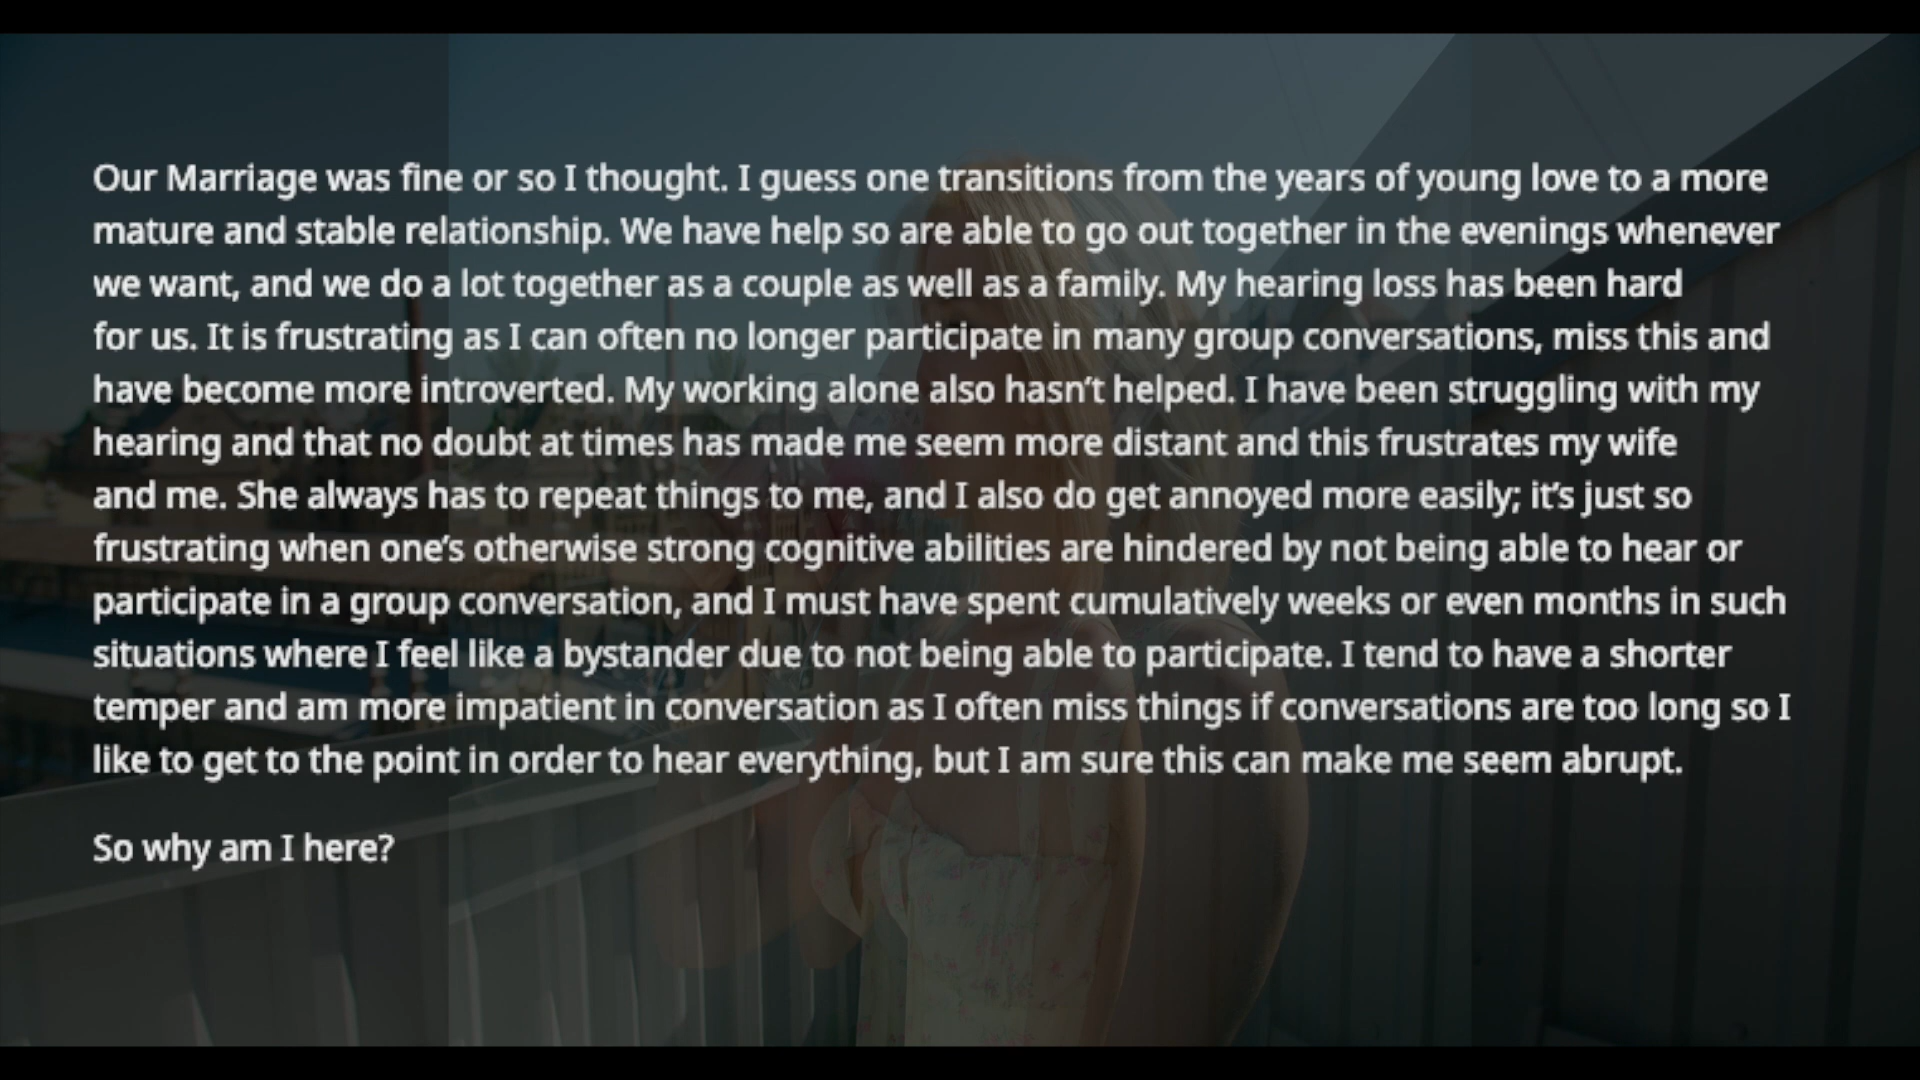 Our Marriage was fine or so I thought. I guess one transitions from the years of young love to a more
mature and stable relationship. We have help so are able to go out together in the evenings whenever
we want, and we do a lot together as a couple as well as a family. My hearing loss has been hard
for us. It is frustrating as I can often no longer participate in many group conversations, miss this and
have become more introverted. My working alone also hasn’t helped. I have been struggling with my
hearing and that no doubt at times has made me seem more distant and this frustrates my wife
and me. She always has to repeat things to me, and I also do get annoyed more easily; it’s just so
frustrating when one’s otherwise strong cognitive abilities are hindered by not being able to hear or
participate in a group conversation, and I must have spent cumulatively weeks or even months in such
situations where I feel like a bystander due to not being able to participate. I tend to have a shorter
temper and am more impatient in conversation as I often miss things if conversations are too long so I
like to get to the point in order to hear everything, but I am sure this can make me seem abrupt.
So why am I here?